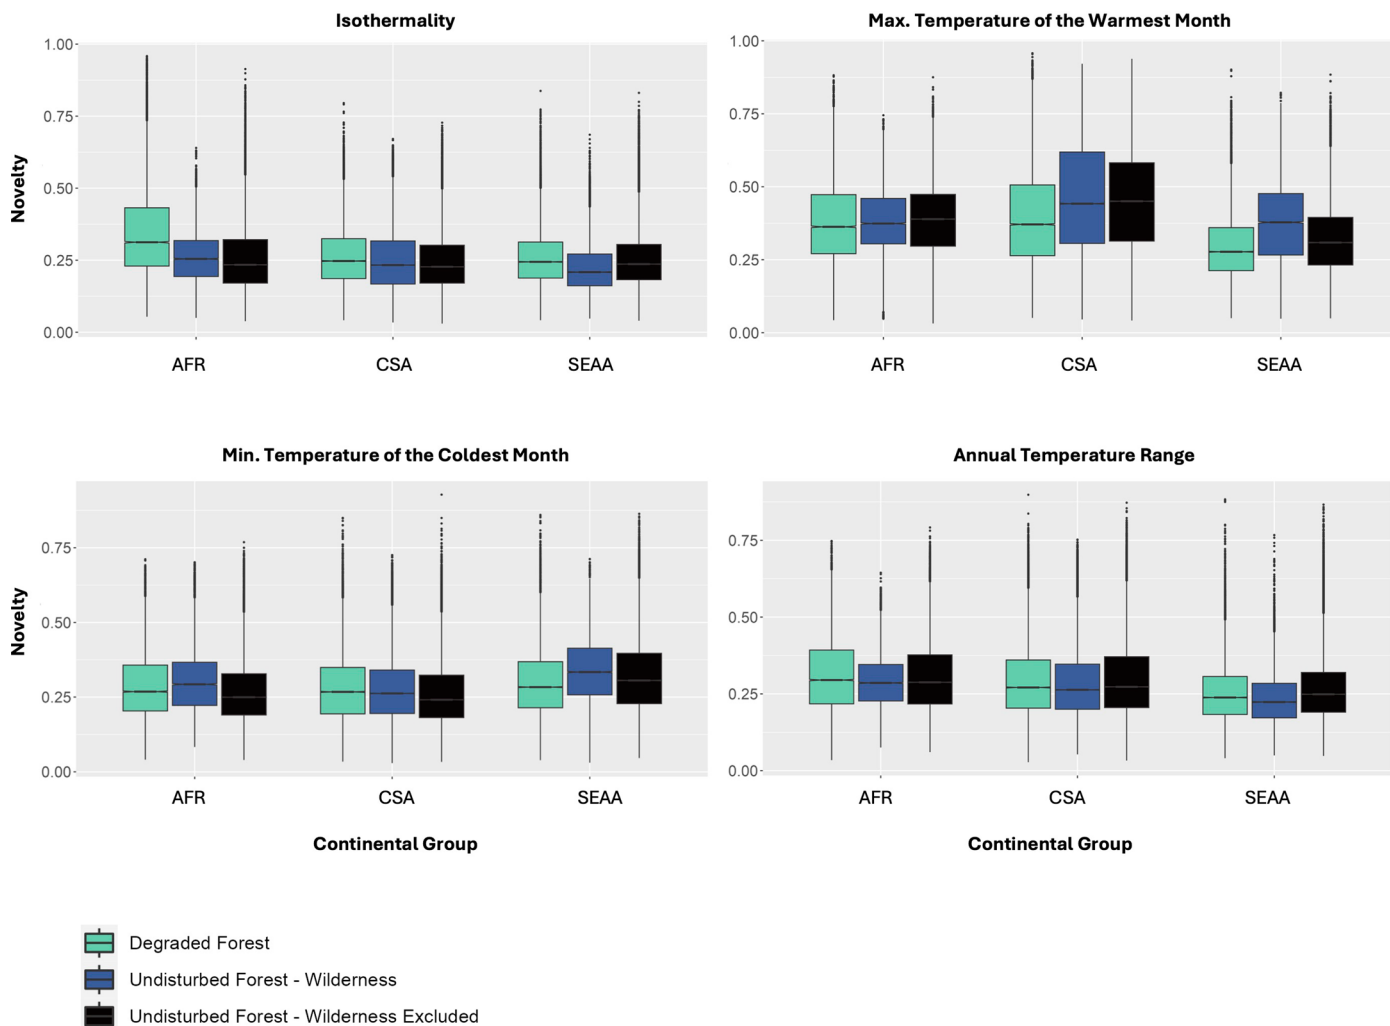 Isothermality
Max. Temperature of the Warmest Month
Novelty
1.00
0.75
0.50
0.25
0.00
AFR
CSA
SEAA
1.00
0.75
0.50
0.25
0.00
AFR
CSA
SEAA
Min. Temperature of the Coldest Month
Annual Temperature Range
Novelty
0.75
0.50
0.25
0.00
AFR
CSA
SEAA
0.75
0.50
0.25
0.00
AFR
CSA
SEAA
Continental Group
Continental Group
Degraded Forest
Undisturbed Forest - Wilderness
Undisturbed Forest - Wilderness Excluded